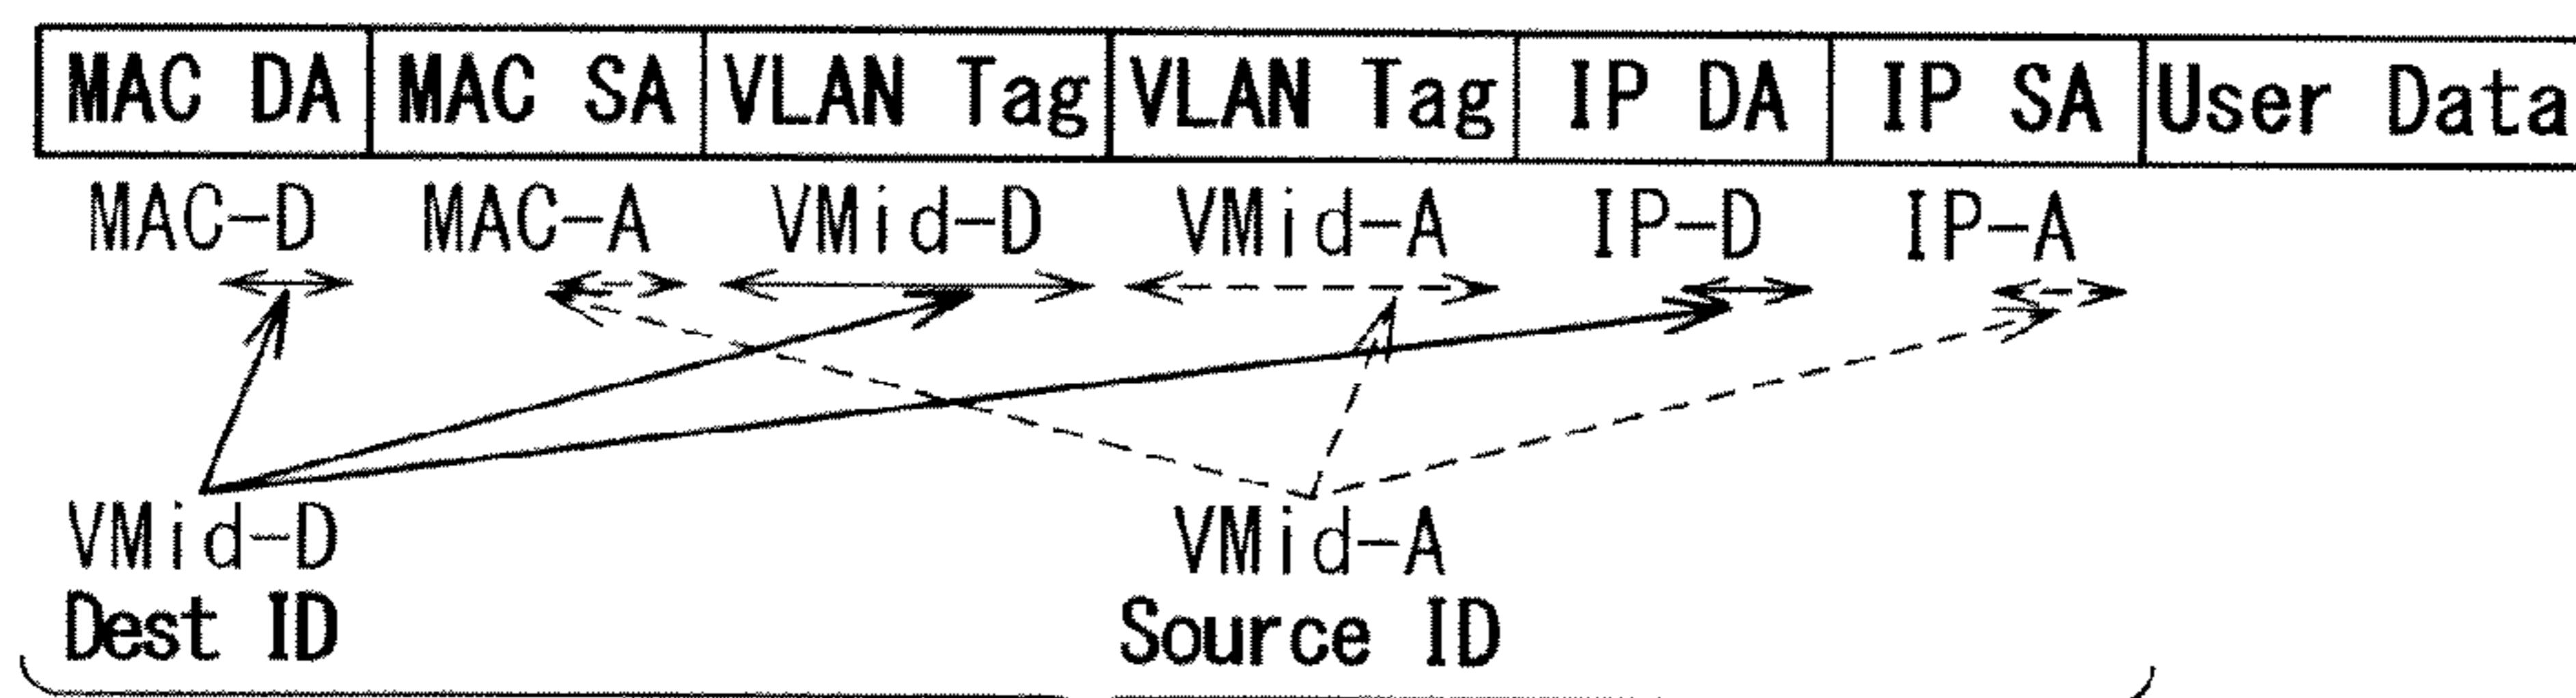 MAC DA MAC SA VLAN Tag VLAN Tag IP DA IP SA User Data
MAC-D MAC-A VMid-D VMid-A IP-D IP-A
VMid-D VMid-A
Dest ID Source ID